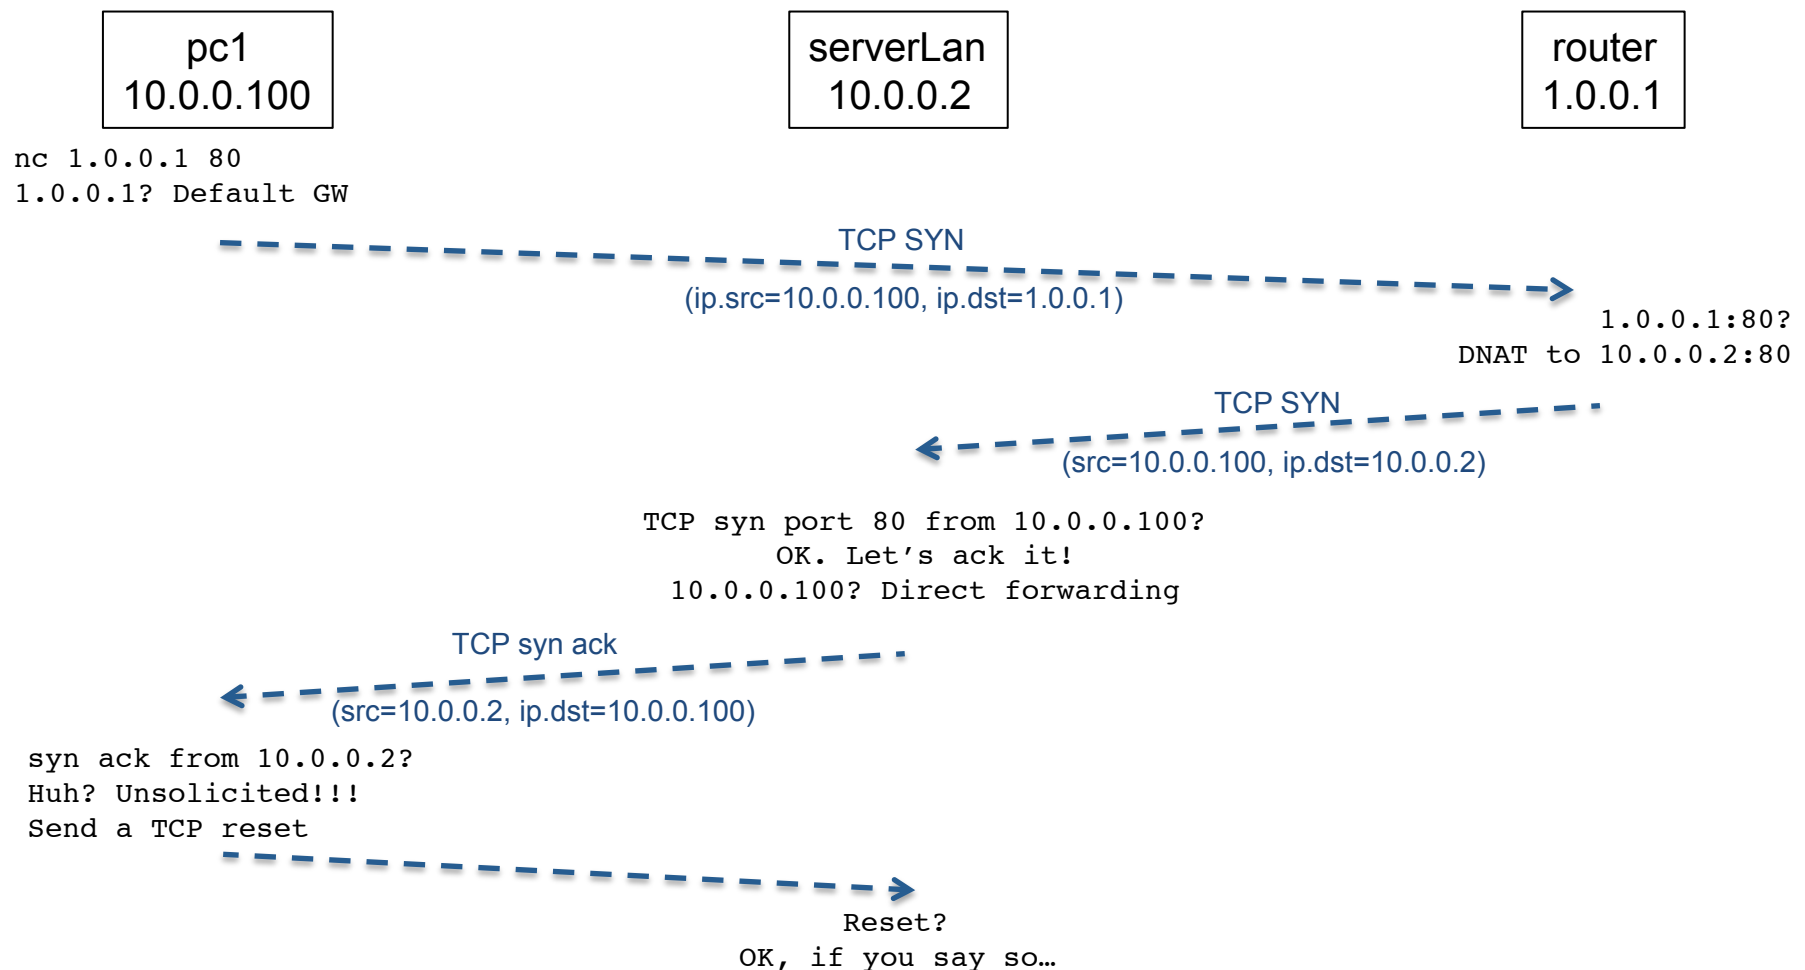 pc1
10.0.0.100
serverLan
10.0.0.2
router
1.0.0.1
nc 1.0.0.1 80
1.0.0.1? Default GW
TCP SYN
(ip.src=10.0.0.100, ip.dst=1.0.0.1)
1.0.0.1:80?
DNAT to 10.0.0.2:80
TCP SYN
(src=10.0.0.100, ip.dst=10.0.0.2)
TCP syn port 80 from 10.0.0.100?
OK. Let’s ack it!
10.0.0.100? Direct forwarding
TCP syn ack
(src=10.0.0.2, ip.dst=10.0.0.100)
syn ack from 10.0.0.2?
Huh? Unsolicited!!!
Send a TCP reset
Reset?
OK, if you say so…